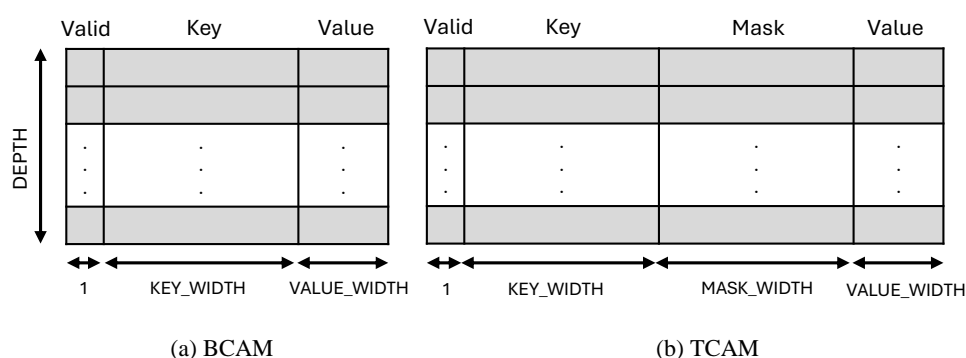 Valid Key Value Valid Key Mask Value
DEPTH
1 KEY_WIDTH VALUE_WIDTH 1 KEY_WIDTH MASK_WIDTH VALUE_WIDTH
(a) BCAM (b) TCAM